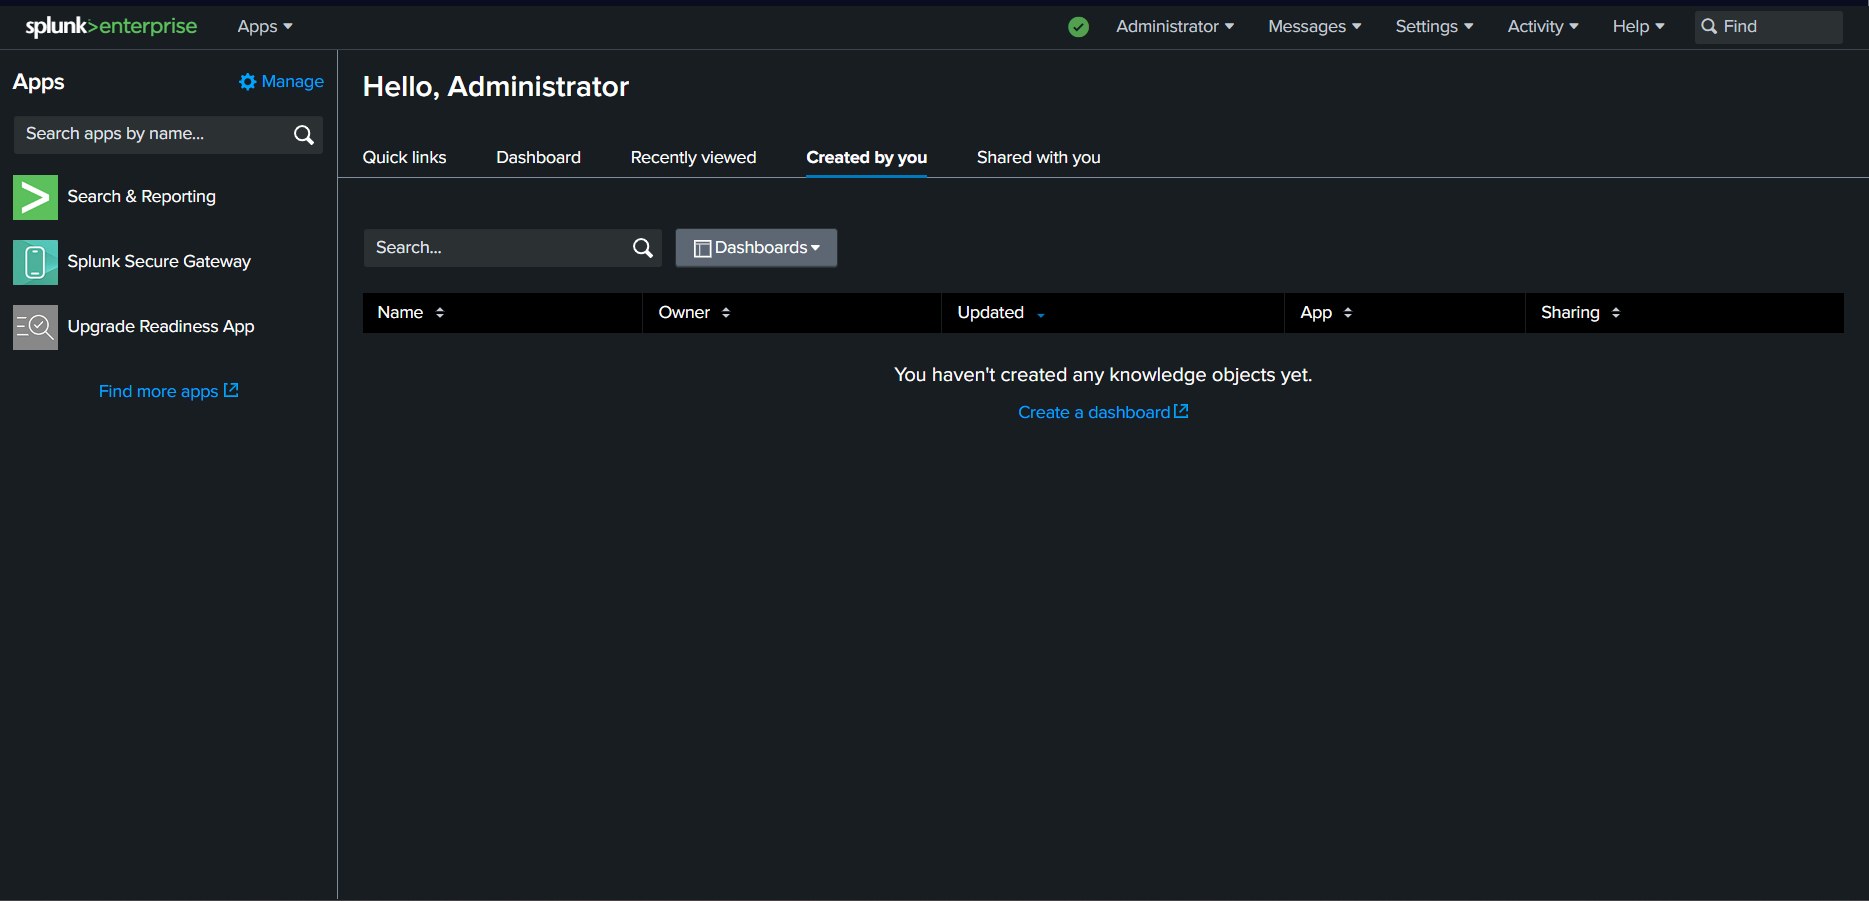 splunk>enterprise Apps Administrator Messages Settings Activity Help Find
Apps Manage
Search apps by name...
Search & Reporting
Splunk Secure Gateway
Upgrade Readiness App
Find more apps
Hello, Administrator
Quick links Dashboard Recently viewed Created by you Shared with you
Search... Dashboards
Name Owner Updated App Sharing
You haven't created any knowledge objects yet.
Create a dashboard